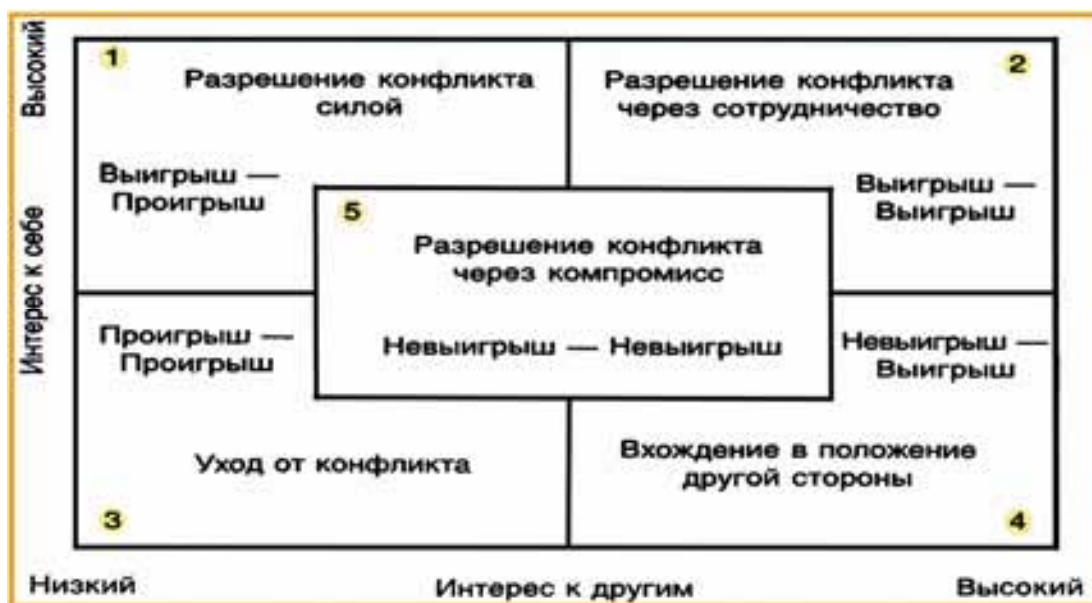 Высокий
Интерес к себе
1
Разрешение конфликта
силой
Выигрыш —
Проигрыш
2
Разрешение конфликта
через сотрудничество
Выигрыш —
Выигрыш
5
Разрешение конфликта
через компромисс
Невыигрыш — Невыигрыш
Проигрыш —
Проигрыш
Уход от конфликта
3
Невыигрыш —
Выигрыш
Вхождение в положение
другой стороны
4
Низкий
Интерес к другим
Высокий